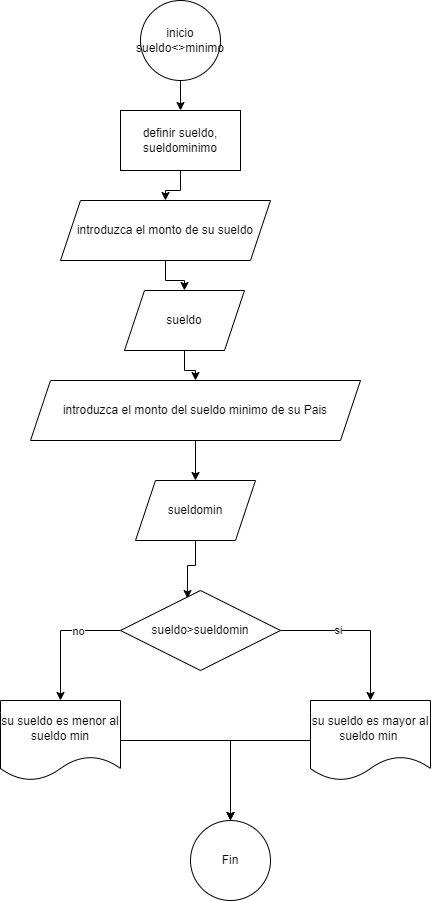 inicio
sueldo<>minimo
definir sueldo,
sueldominimo
introduzca el monto de su sueldo
sueldo
introduzca el monto del sueldo minimo de su Pais
sueldomin
sueldo>sueldomin
no
si
su sueldo es menor al
sueldo min
su sueldo es mayor al
sueldo min
Fin